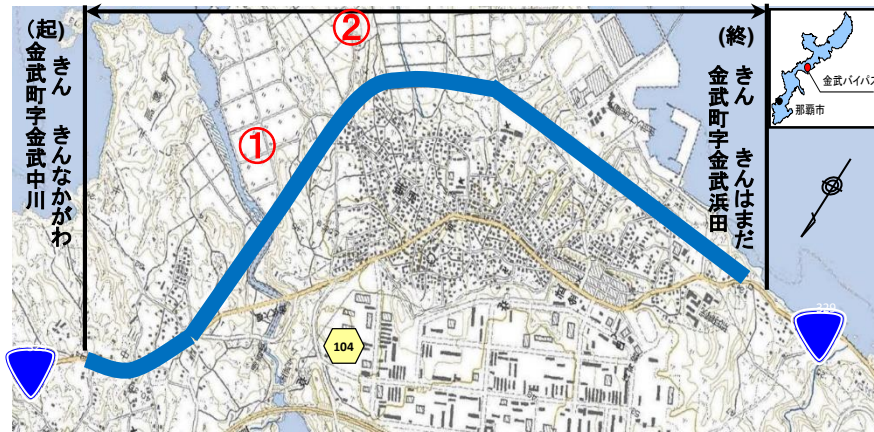 (起)
きん きんなかがわ
金武町字金武中川
②
①
104
(終)
きん きんはまだ
金武町字金武浜田
329
金武バイパス
那覇市